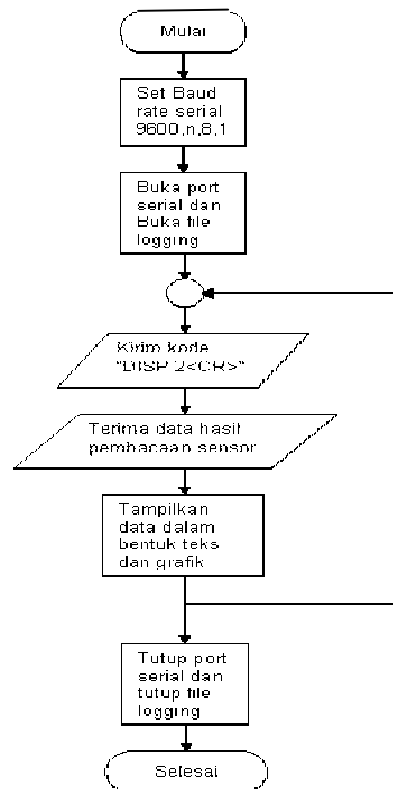 Mulai
Set Baud
rate serial
9600,n,8,1
Buka port
serial dan
Buka file
logging
Kirim kode
"DISP 2<CR>"
Terima data hasil
pembacaan sensor
Tampilkan
data dalam
bentuk teks
dan grafik
Tutup port
serial dan
tutup file
logging
Selesai